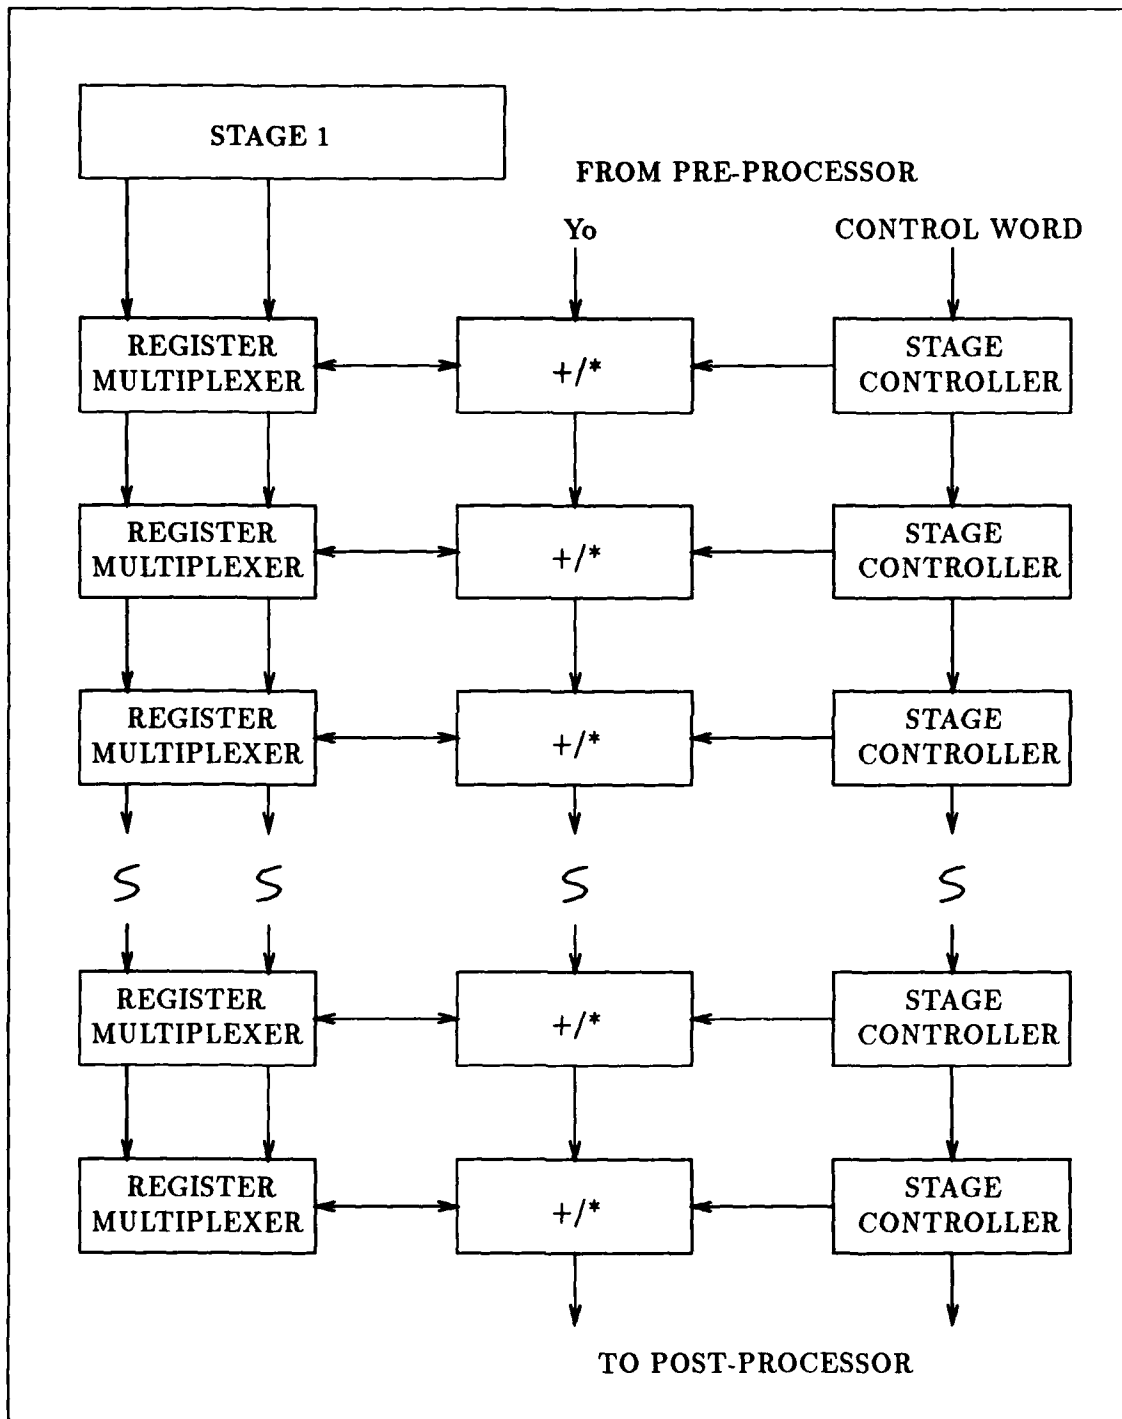 STAGE 1
FROM PRE-PROCESSOR
Yo
CONTROL WORD
REGISTER
MULTIPLEXER
+/*
STAGE
CONTROLLER
REGISTER
MULTIPLEXER
+/*
STAGE
CONTROLLER
REGISTER
MULTIPLEXER
+/*
STAGE
CONTROLLER
S S S S
REGISTER
MULTIPLEXER
+/*
STAGE
CONTROLLER
REGISTER
MULTIPLEXER
+/*
STAGE
CONTROLLER
TO POST-PROCESSOR